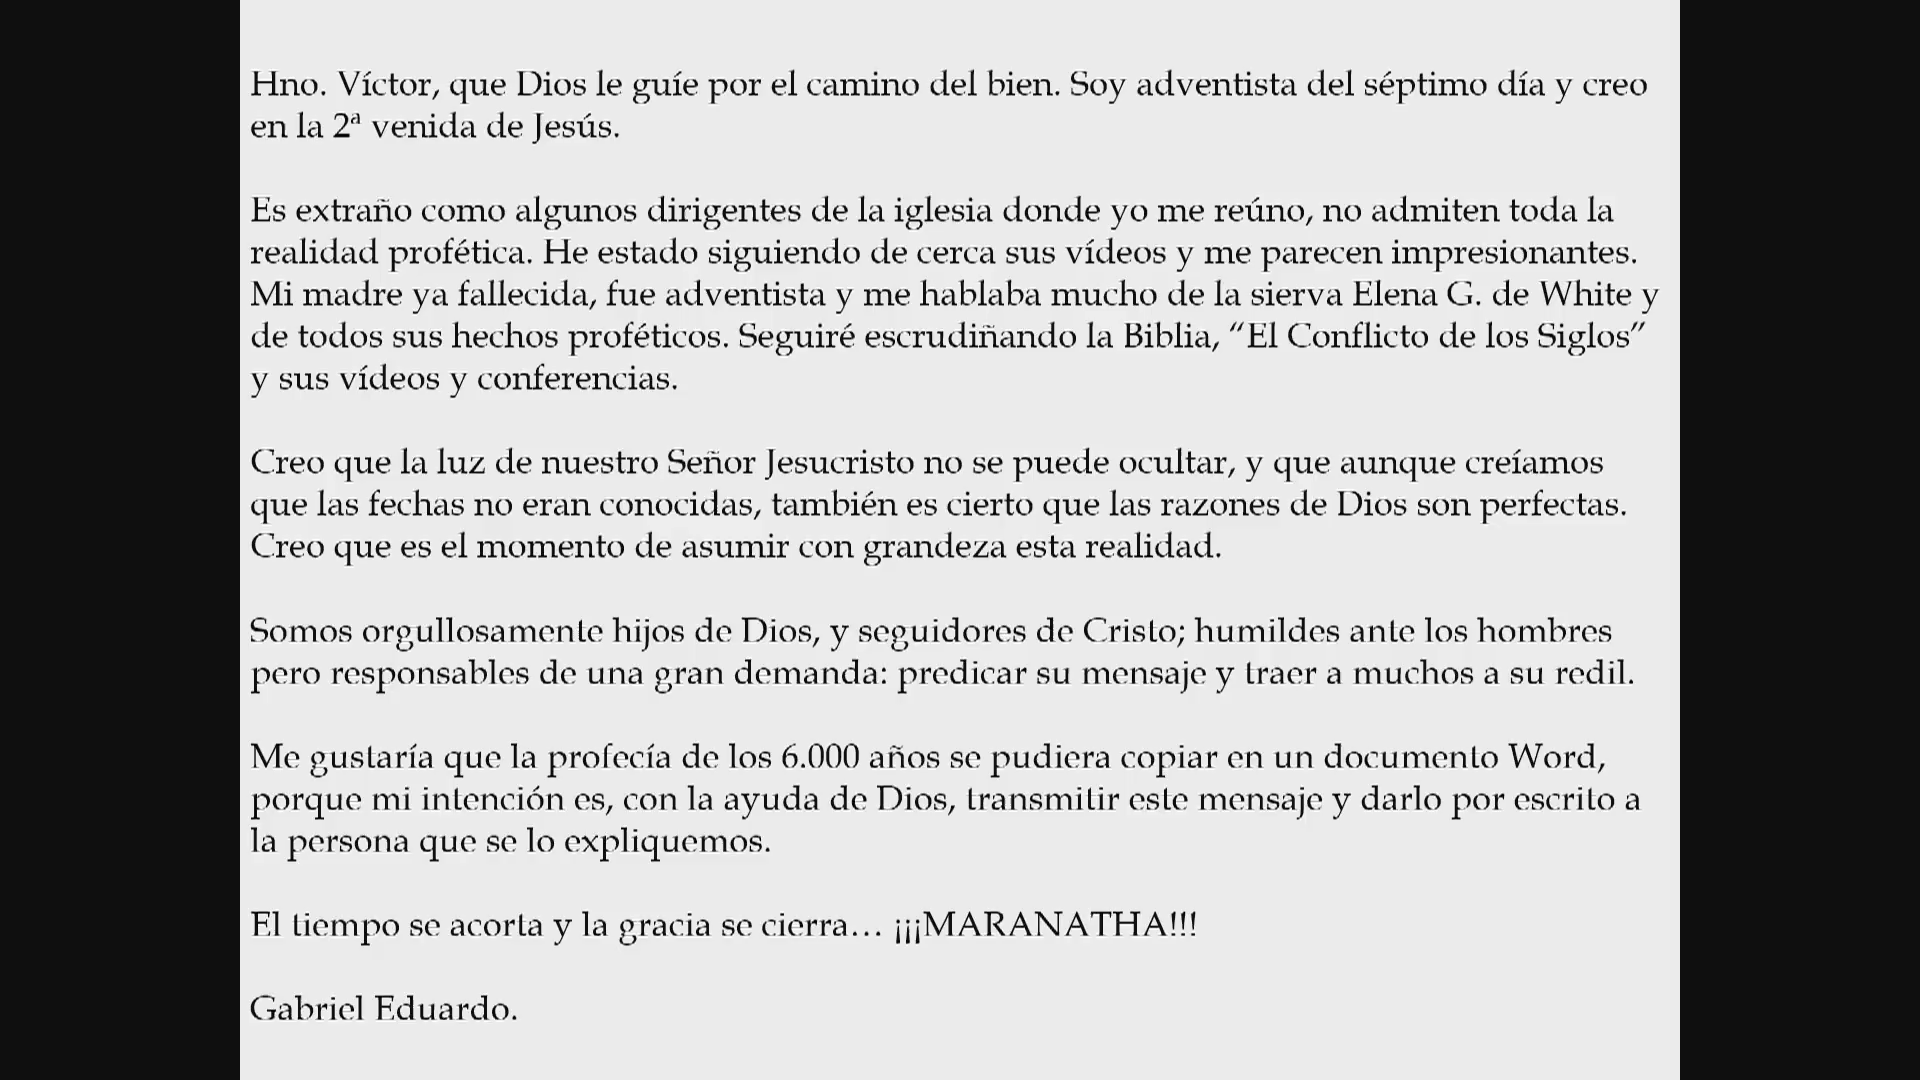 Hno. Víctor, que Dios le guíe por el camino del bien. Soy adventista del séptimo día y creo
en la 2ª venida de Jesús.
Es extraño como algunos dirigentes de la iglesia donde yo me reúno, no admiten toda la
realidad profética. He estado siguiendo de cerca sus vídeos y me parecen impresionantes.
Mi madre ya fallecida, fue adventista y me hablaba mucho de la sierva Elena G. de White y
de todos sus hechos proféticos. Seguiré escrudiñando la Biblia, “El Conflicto de los Siglos”
y sus vídeos y conferencias.
Creo que la luz de nuestro Señor Jesucristo no se puede ocultar, y que aunque creíamos
que las fechas no eran conocidas, también es cierto que las razones de Dios son perfectas.
Creo que es el momento de asumir con grandeza esta realidad.
Somos orgullosamente hijos de Dios, y seguidores de Cristo; humildes ante los hombres
pero responsables de una gran demanda: predicar su mensaje y traer a muchos a su redil.
Me gustaría que la profecía de los 6.000 años se pudiera copiar en un documento Word,
porque mi intención es, con la ayuda de Dios, transmitir este mensaje y darlo por escrito a
la persona que se lo expliquemos.
El tiempo se acorta y la gracia se cierra… ¡¡¡MARANATHA!!!
Gabriel Eduardo.